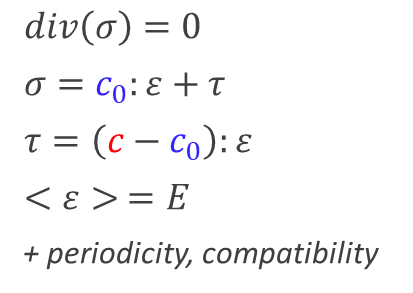 div(σ) = 0
σ = c₀: ε + τ
τ = (c − c₀): ε
< ε > = E
+ periodicity, compatibility